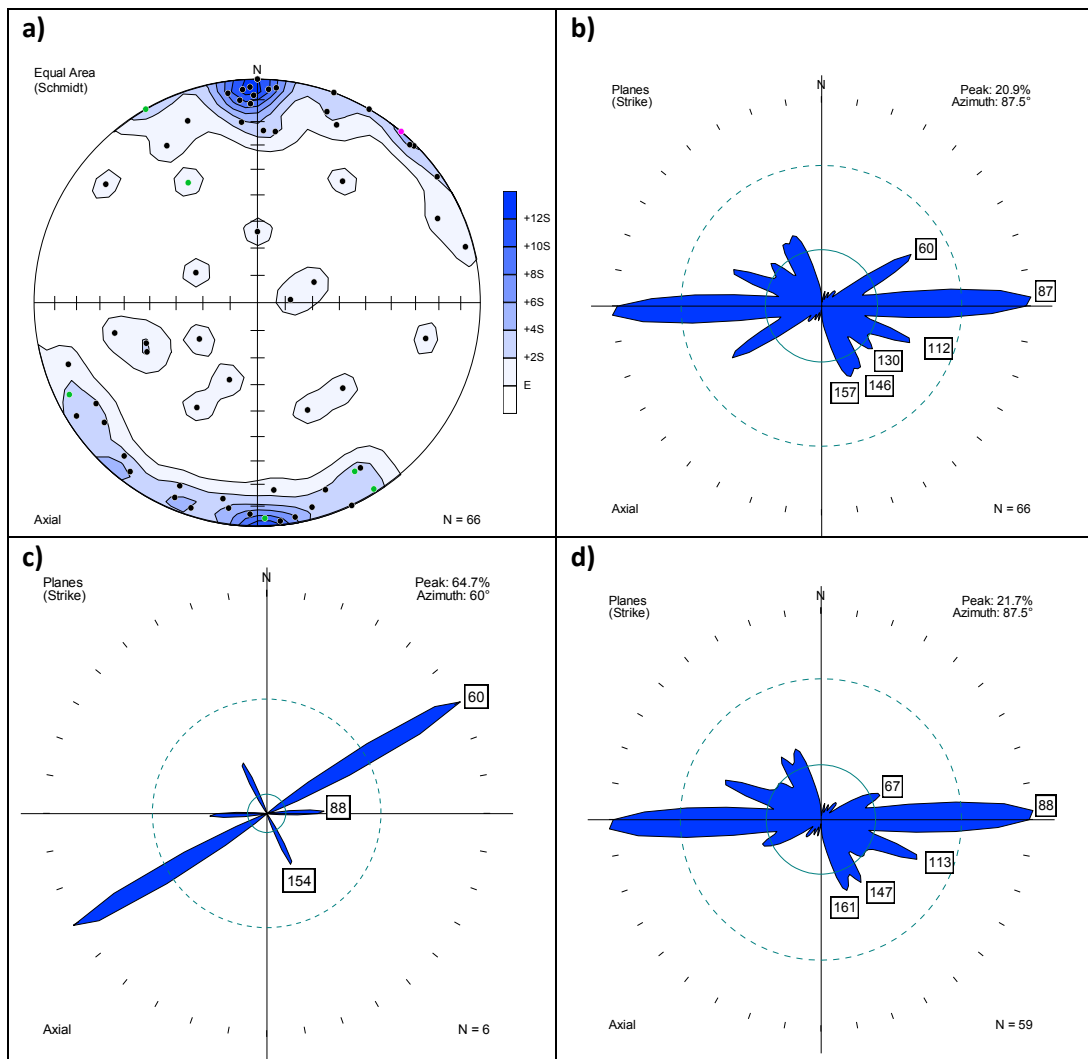 a)
Equal Area
(Schmidt)
N
+12S
+10S
+8S
+6S
+4S
+2S
E
Axial
N = 66
b)
Planes
(Strike)
N
Peak: 20.9%
Azimuth: 87.5°
60
87
112
130
146
157
Axial
N = 66
c)
Planes
(Strike)
N
Peak: 64.7%
Azimuth: 60°
60
88
154
Axial
N = 6
d)
Planes
(Strike)
N
Peak: 21.7%
Azimuth: 87.5°
67
88
113
147
161
Axial
N = 59